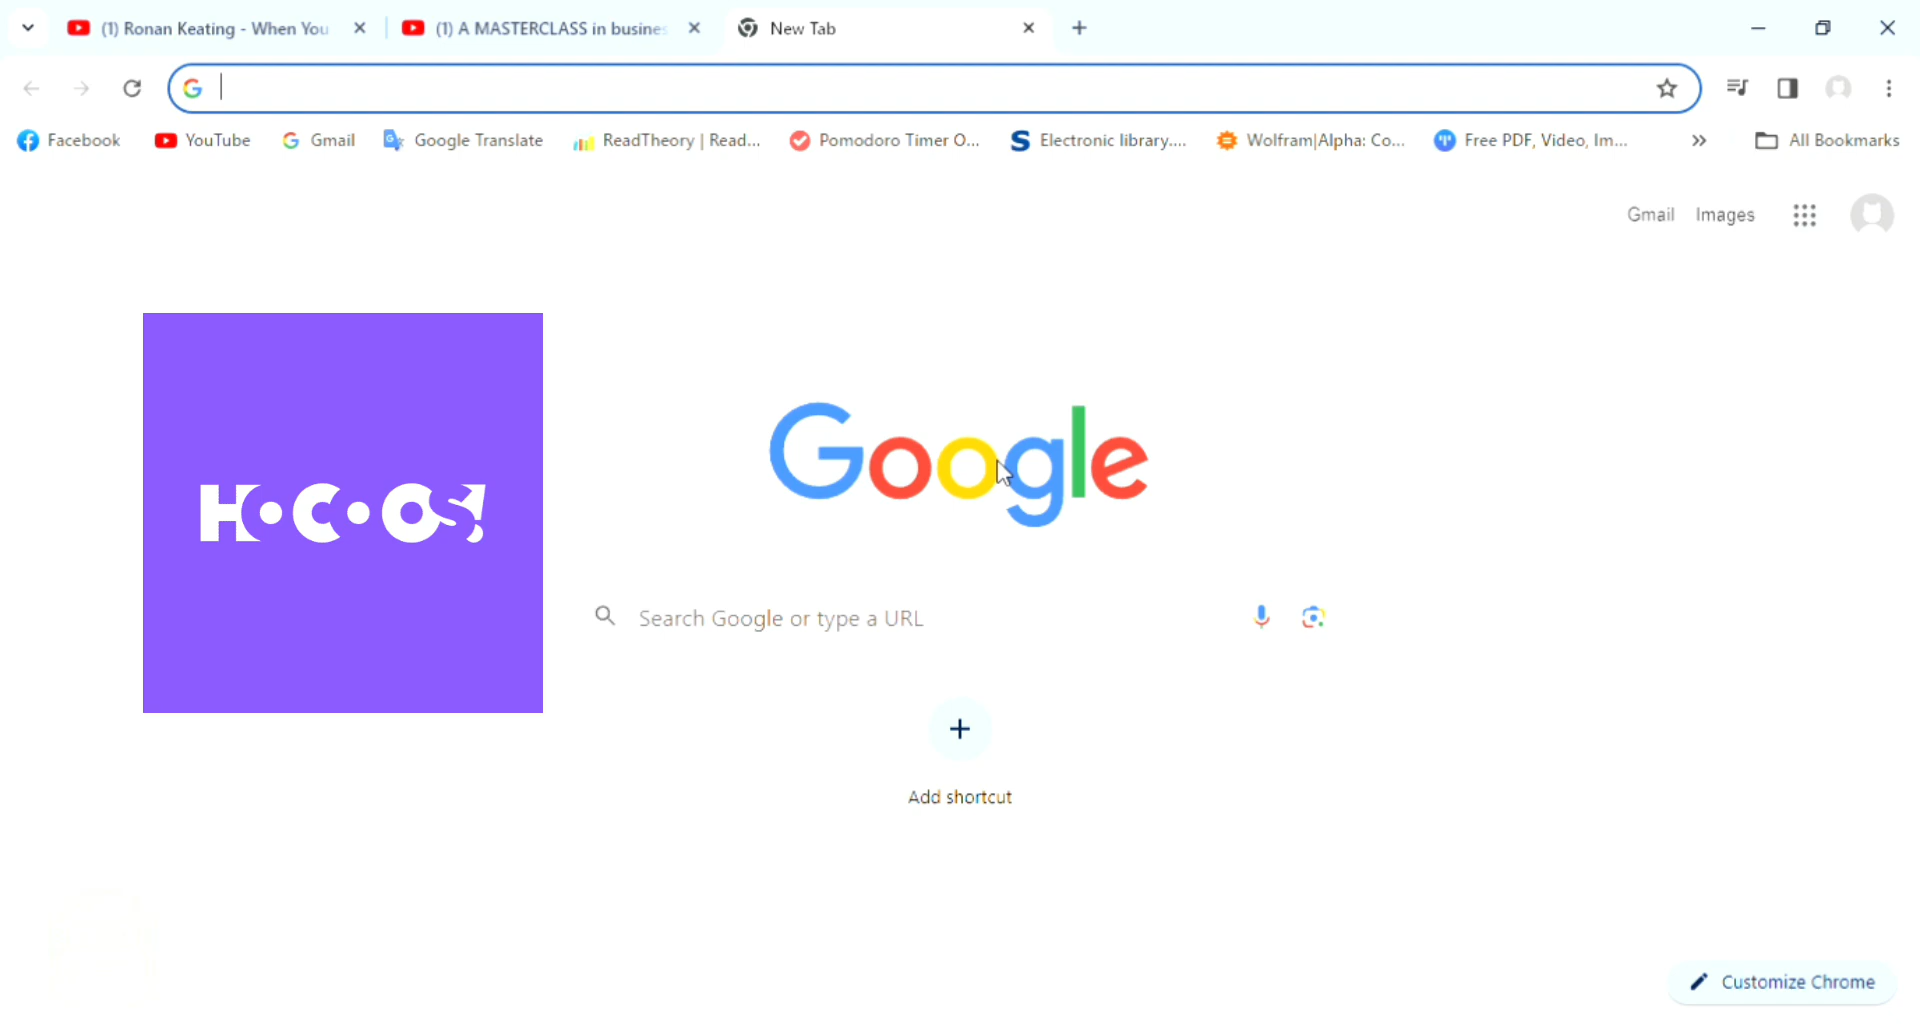 (1) Ronan Keating - When You
(1) A MASTERCLASS in busines
New Tab
Facebook
YouTube
Gmail
Google Translate
ReadTheory | Read...
Pomodoro Timer O...
Electronic library....
Wolfram|Alpha: Co...
Free PDF, Video, Im...
All Bookmarks
Gmail
Images
HOCOOS!
Google
Search Google or type a URL
Add shortcut
Customize Chrome